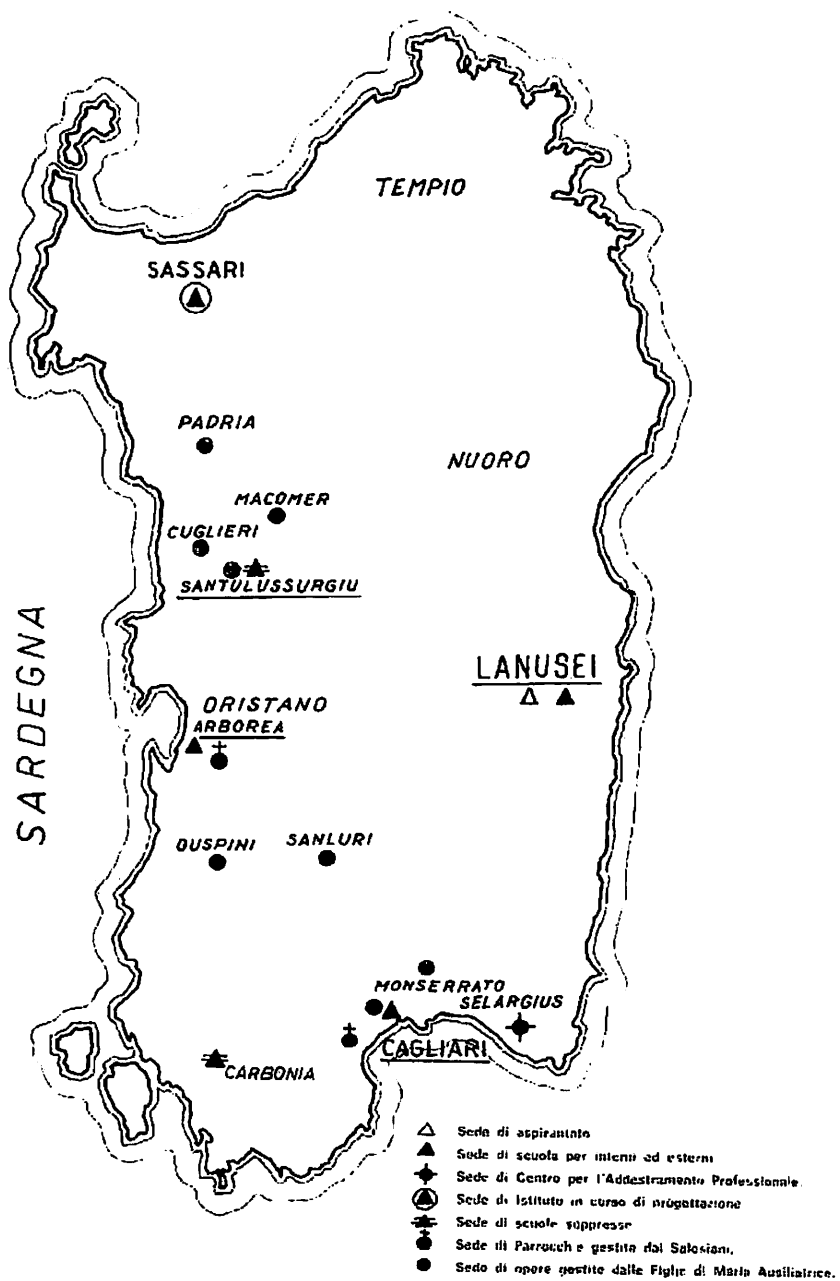 TEMPIO
SASSARI
PADRIA
NUORO
MACOMER
CUGLIERI
SANTULUSSURGIU
SARDEGNA
LANUSEI
ORISTANO
ARBOREA
GUSPINI
SANLURI
MONSERRATO
SELARGIUS
CAGLIARI
CARBONIA
Sede di aspirantato
Sede di scuola per interni ed esterni
Sede di Centro per l'Addestramento Professionale.
Sede di Istituto in corso di progettazione
Sede di scuole soppresse
Sede di Parrocchie gestite dai Salesiani.
Sede di opere gestite dalle Figlie di Maria Ausiliatrice.